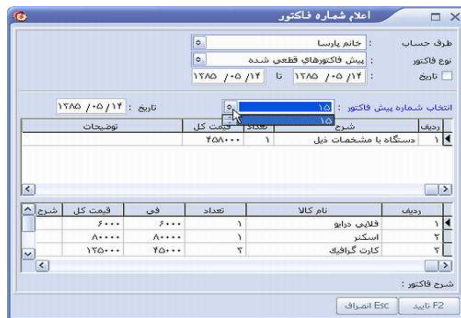 اعلام شماره فاکتور
طرف حساب : خانم پارسا
نوع فاکتور : پیش فاکتورهای قطعی شده
تاریخ : ۱۳۸۵ /۰۵ /۱۴ تا ۱۳۸۵ /۰۵ /۱۴
انتخاب شماره پیش فاکتور : ۱۵ تاریخ : ۱۳۸۵ /۰۵ /۱۴
۱۵
ردیف شرح تعداد قیمت کل توضیحات
۱ دستگاه با مشخصات ذیل ۱ ۴۵۸۰۰۰
ردیف نام کالا تعداد فی قیمت کل شرح
۱ فلاپی درایو ۱ ۶۰۰۰ ۶۰۰۰
۲ اسکنر ۱ ۸۰۰۰۰ ۸۰۰۰۰
۳ کارت گرافیك ۳ ۴۵۰۰۰ ۱۳۵۰۰۰
شرح فاکتور :
F2 تایید Esc انصراف